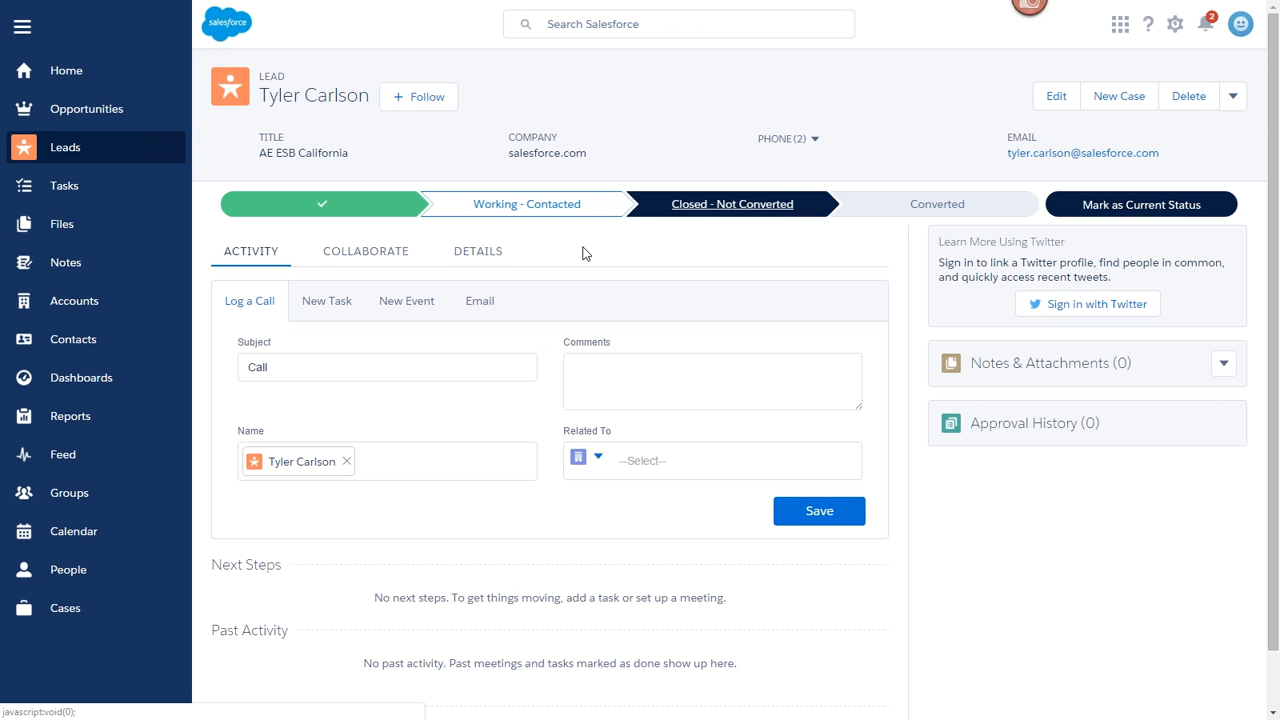 salesforce
Search Salesforce
2
Home
Opportunities
Leads
Tasks
Files
Notes
Accounts
Contacts
Dashboards
Reports
Feed
Groups
Calendar
People
Cases
LEAD
Tyler Carlson
+ Follow
Edit
New Case
Delete
TITLE
AE ESB California
COMPANY
salesforce.com
PHONE (2)
EMAIL
tyler.carlson@salesforce.com
Working - Contacted
Closed - Not Converted
Converted
Mark as Current Status
ACTIVITY
COLLABORATE
DETAILS
Log a Call
New Task
New Event
Email
Subject
Call
Comments
Name
Tyler Carlson
Related To
--Select--
Save
Next Steps
No next steps. To get things moving, add a task or set up a meeting.
Past Activity
No past activity. Past meetings and tasks marked as done show up here.
Learn More Using Twitter
Sign in to link a Twitter profile, find people in common,
and quickly access recent tweets.
Sign in with Twitter
Notes & Attachments (0)
Approval History (0)
javascript:void(0);